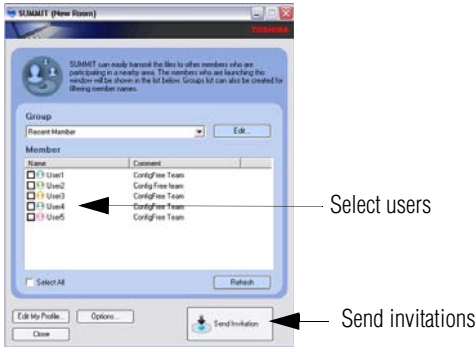 SUMMIT (New Room)
TOSHIBA
SUMMIT can easily transmit the files to other members who are
participating in a nearby area. The members who are launching this
window will be shown in the list below. Groups list can also be created for
filtering member names.
Group
Recent Member
Edit...
Member
Name Comment
User1 ConfigFree Team
User2 Config Free team
User3 ConfigFree Team
User4 ConfigFree Team
User5 ConfigFree Team
Select users
Select All
Refresh
Edit My Profile... Options...
Send Invitation
Send invitations
Close